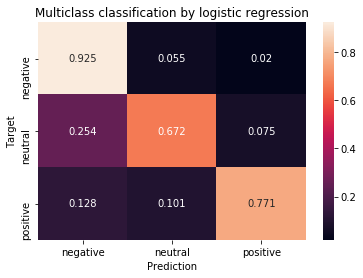 Multiclass classification by logistic regression
negative 0.925 0.055 0.02
neutral 0.254 0.672 0.075
positive 0.128 0.101 0.771
negative neutral positive
Target
Prediction
0.8
0.6
0.4
0.2